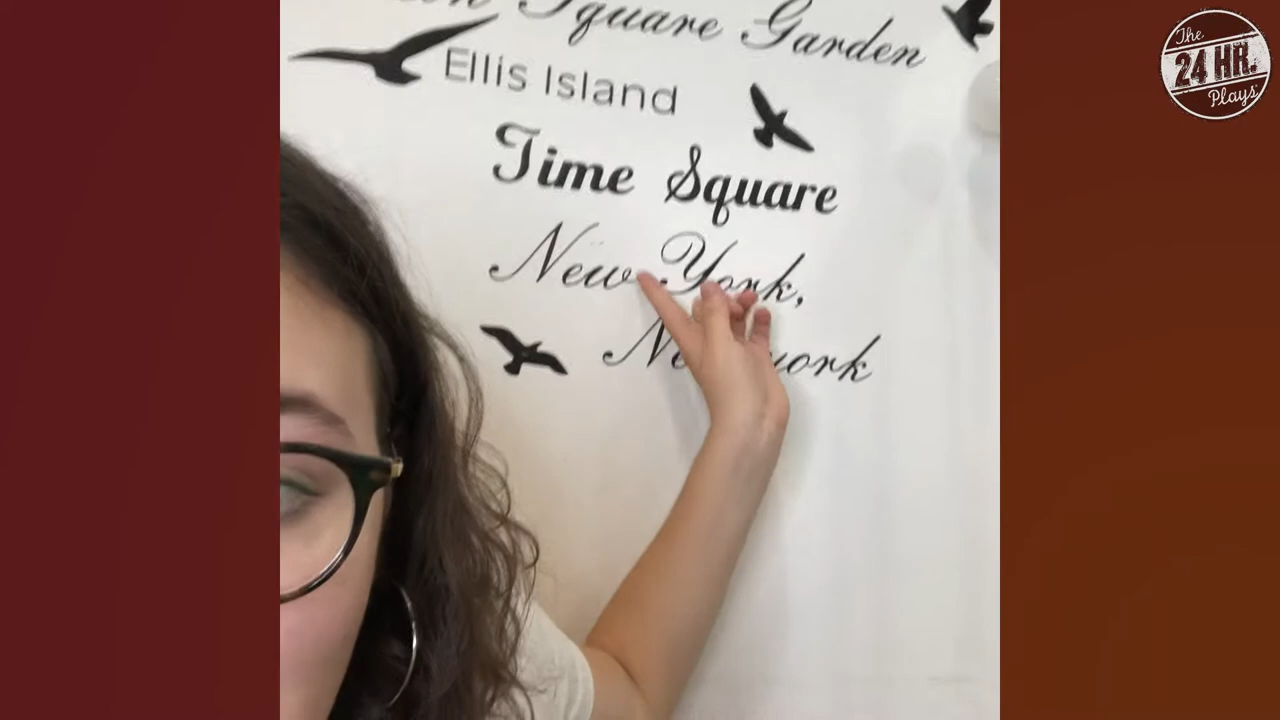 Square Garden
Ellis Island
Time Square
New York,
The
24 HR.
Plays